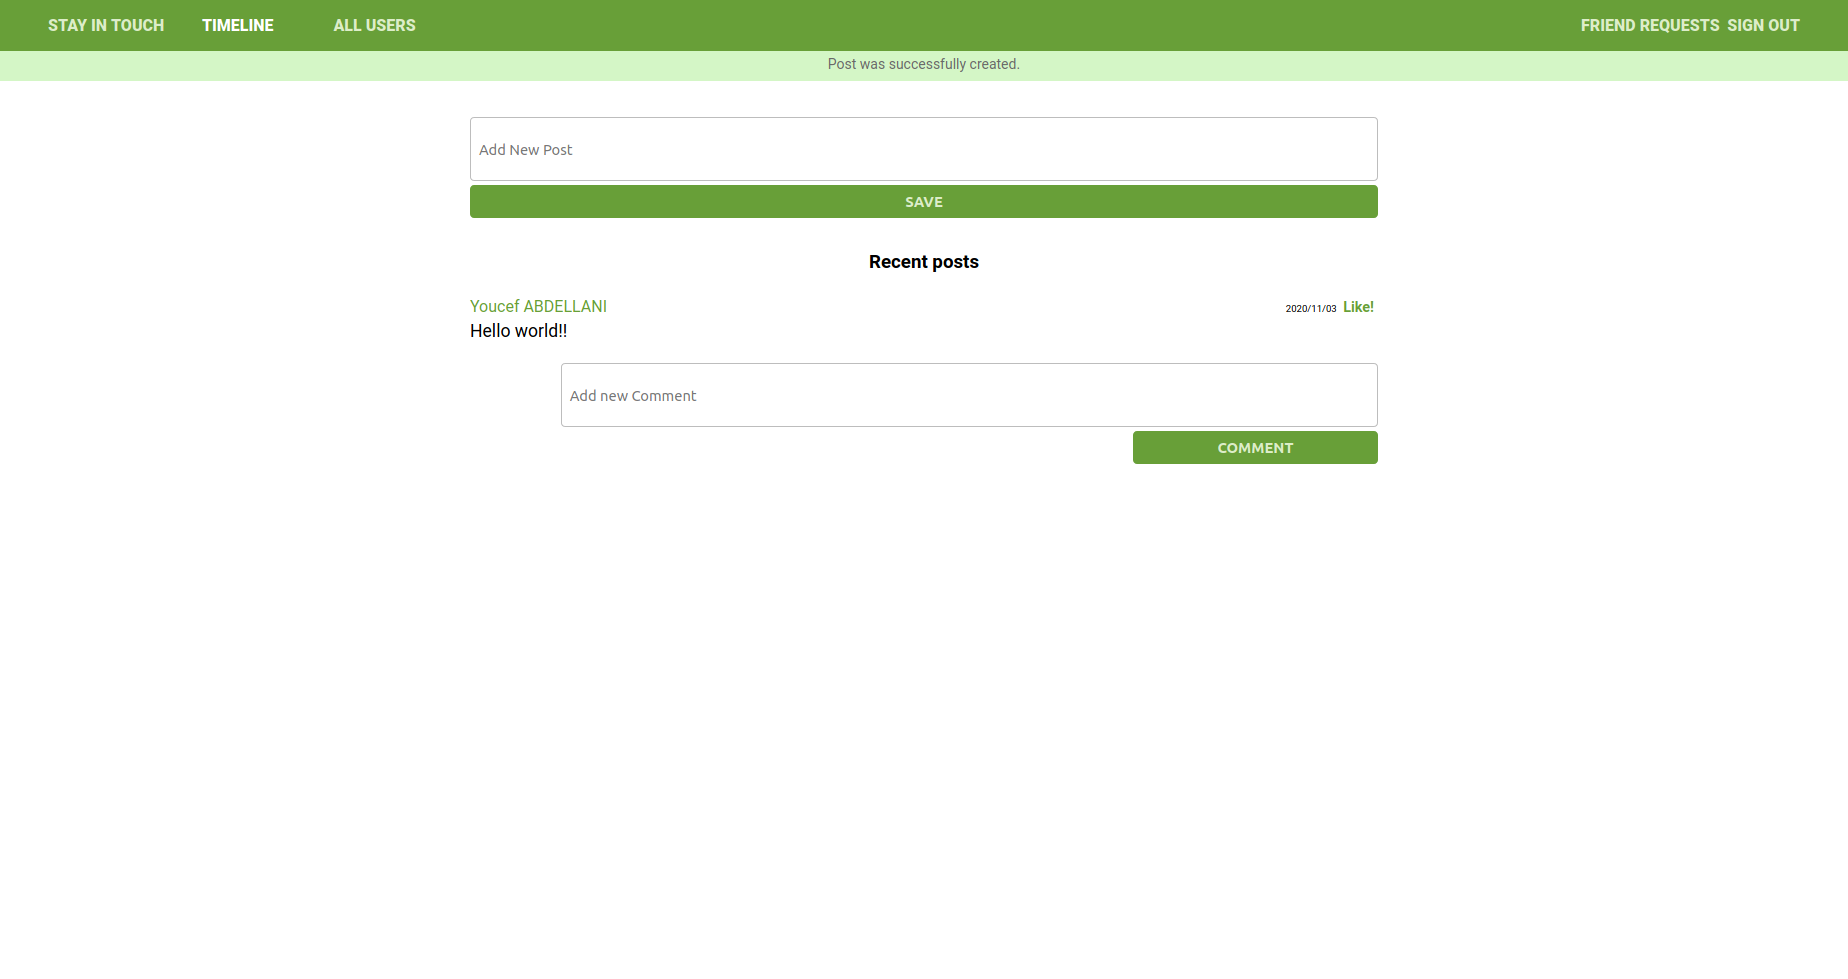 STAY IN TOUCH TIMELINE ALL USERS FRIEND REQUESTS SIGN OUT
Post was successfully created.
Add New Post
SAVE
Recent posts
Youcef ABDELLANI 2020/11/03 Like!
Hello world!!
Add new Comment
COMMENT